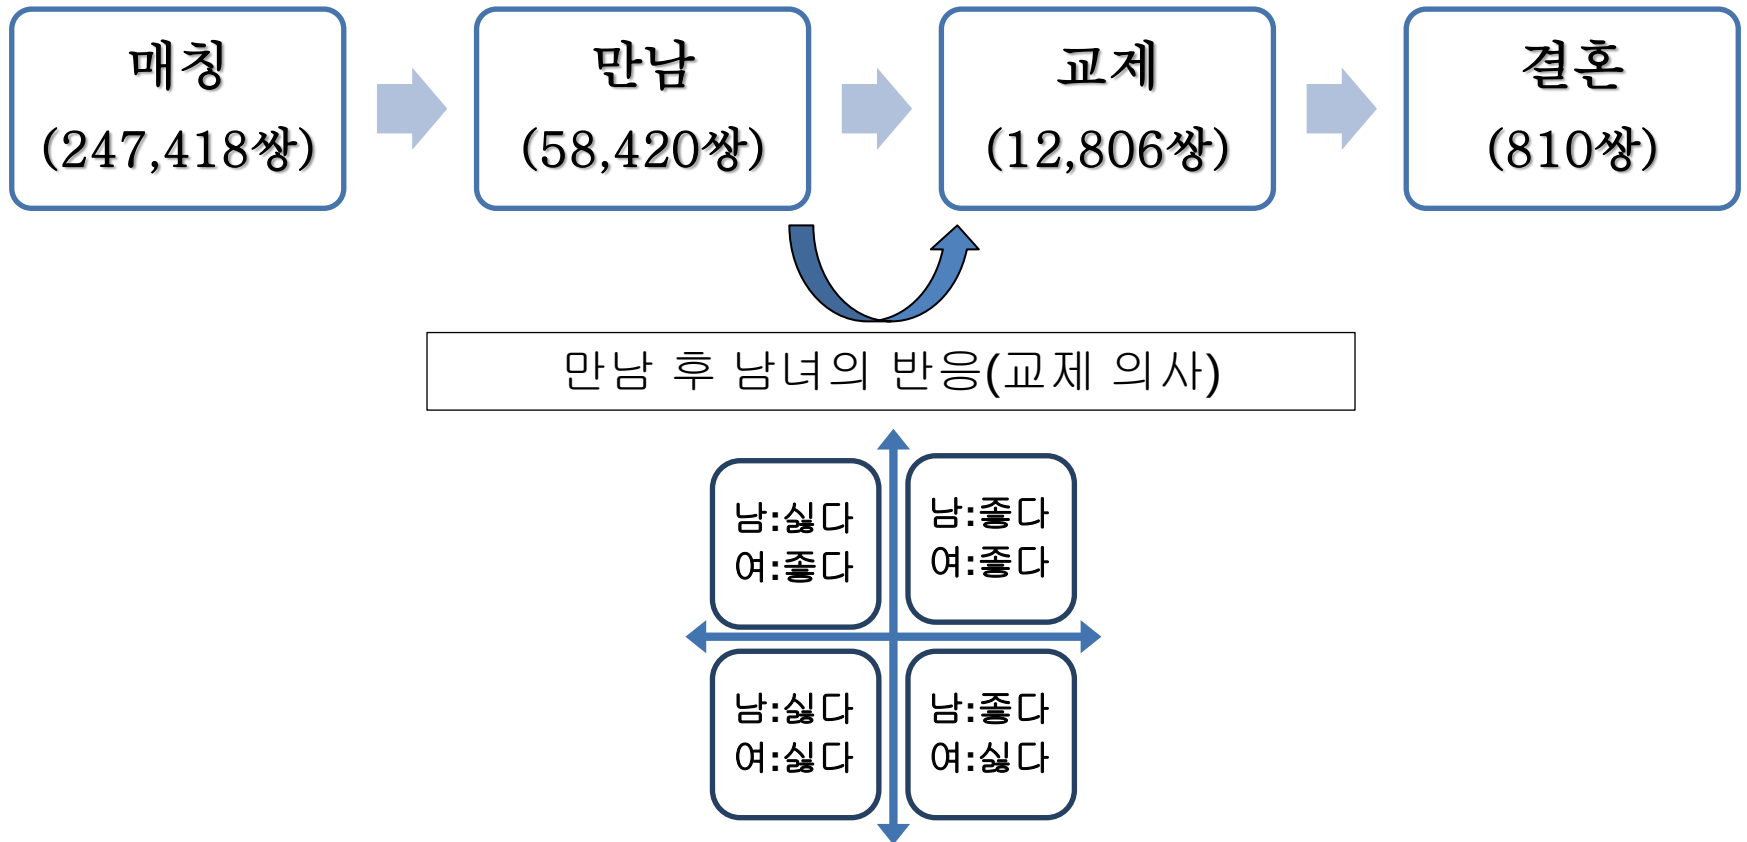 매칭
(247,418쌍)
만남
(58,420쌍)
교제
(12,806쌍)
결혼
(810쌍)
만남 후 남녀의 반응(교제 의사)
남:싫다
여:좋다
남:좋다
여:좋다
남:싫다
여:싫다
남:좋다
여:싫다